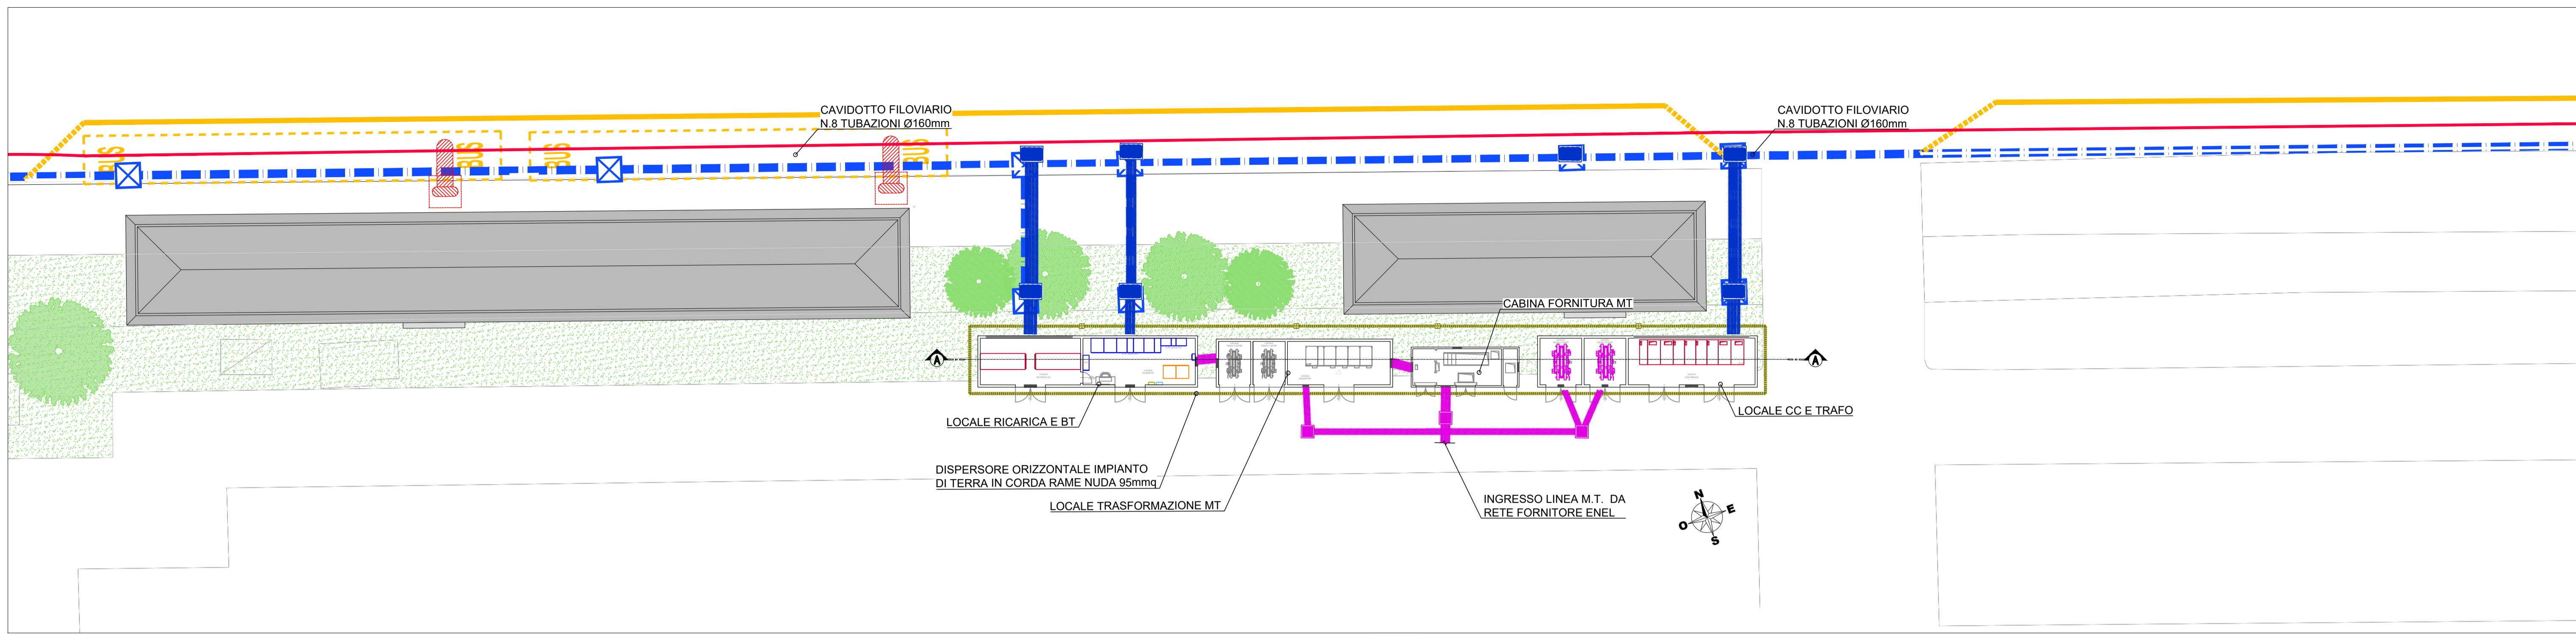 CAVIDOTTO FILOVIARIO
N.8 TUBAZIONI Ø160mm
CAVIDOTTO FILOVIARIO
N.8 TUBAZIONI Ø160mm
BUS
BUS
BUS
BUS
CABINA FORNITURA MT
A
A
LOCALE RICARICA E BT
LOCALE CC E TRAFO
DISPERSORE ORIZZONTALE IMPIANTO
DI TERRA IN CORDA RAME NUDA 95mmq
LOCALE TRASFORMAZIONE MT
INGRESSO LINEA M.T. DA
RETE FORNITORE ENEL
N
E
O
S